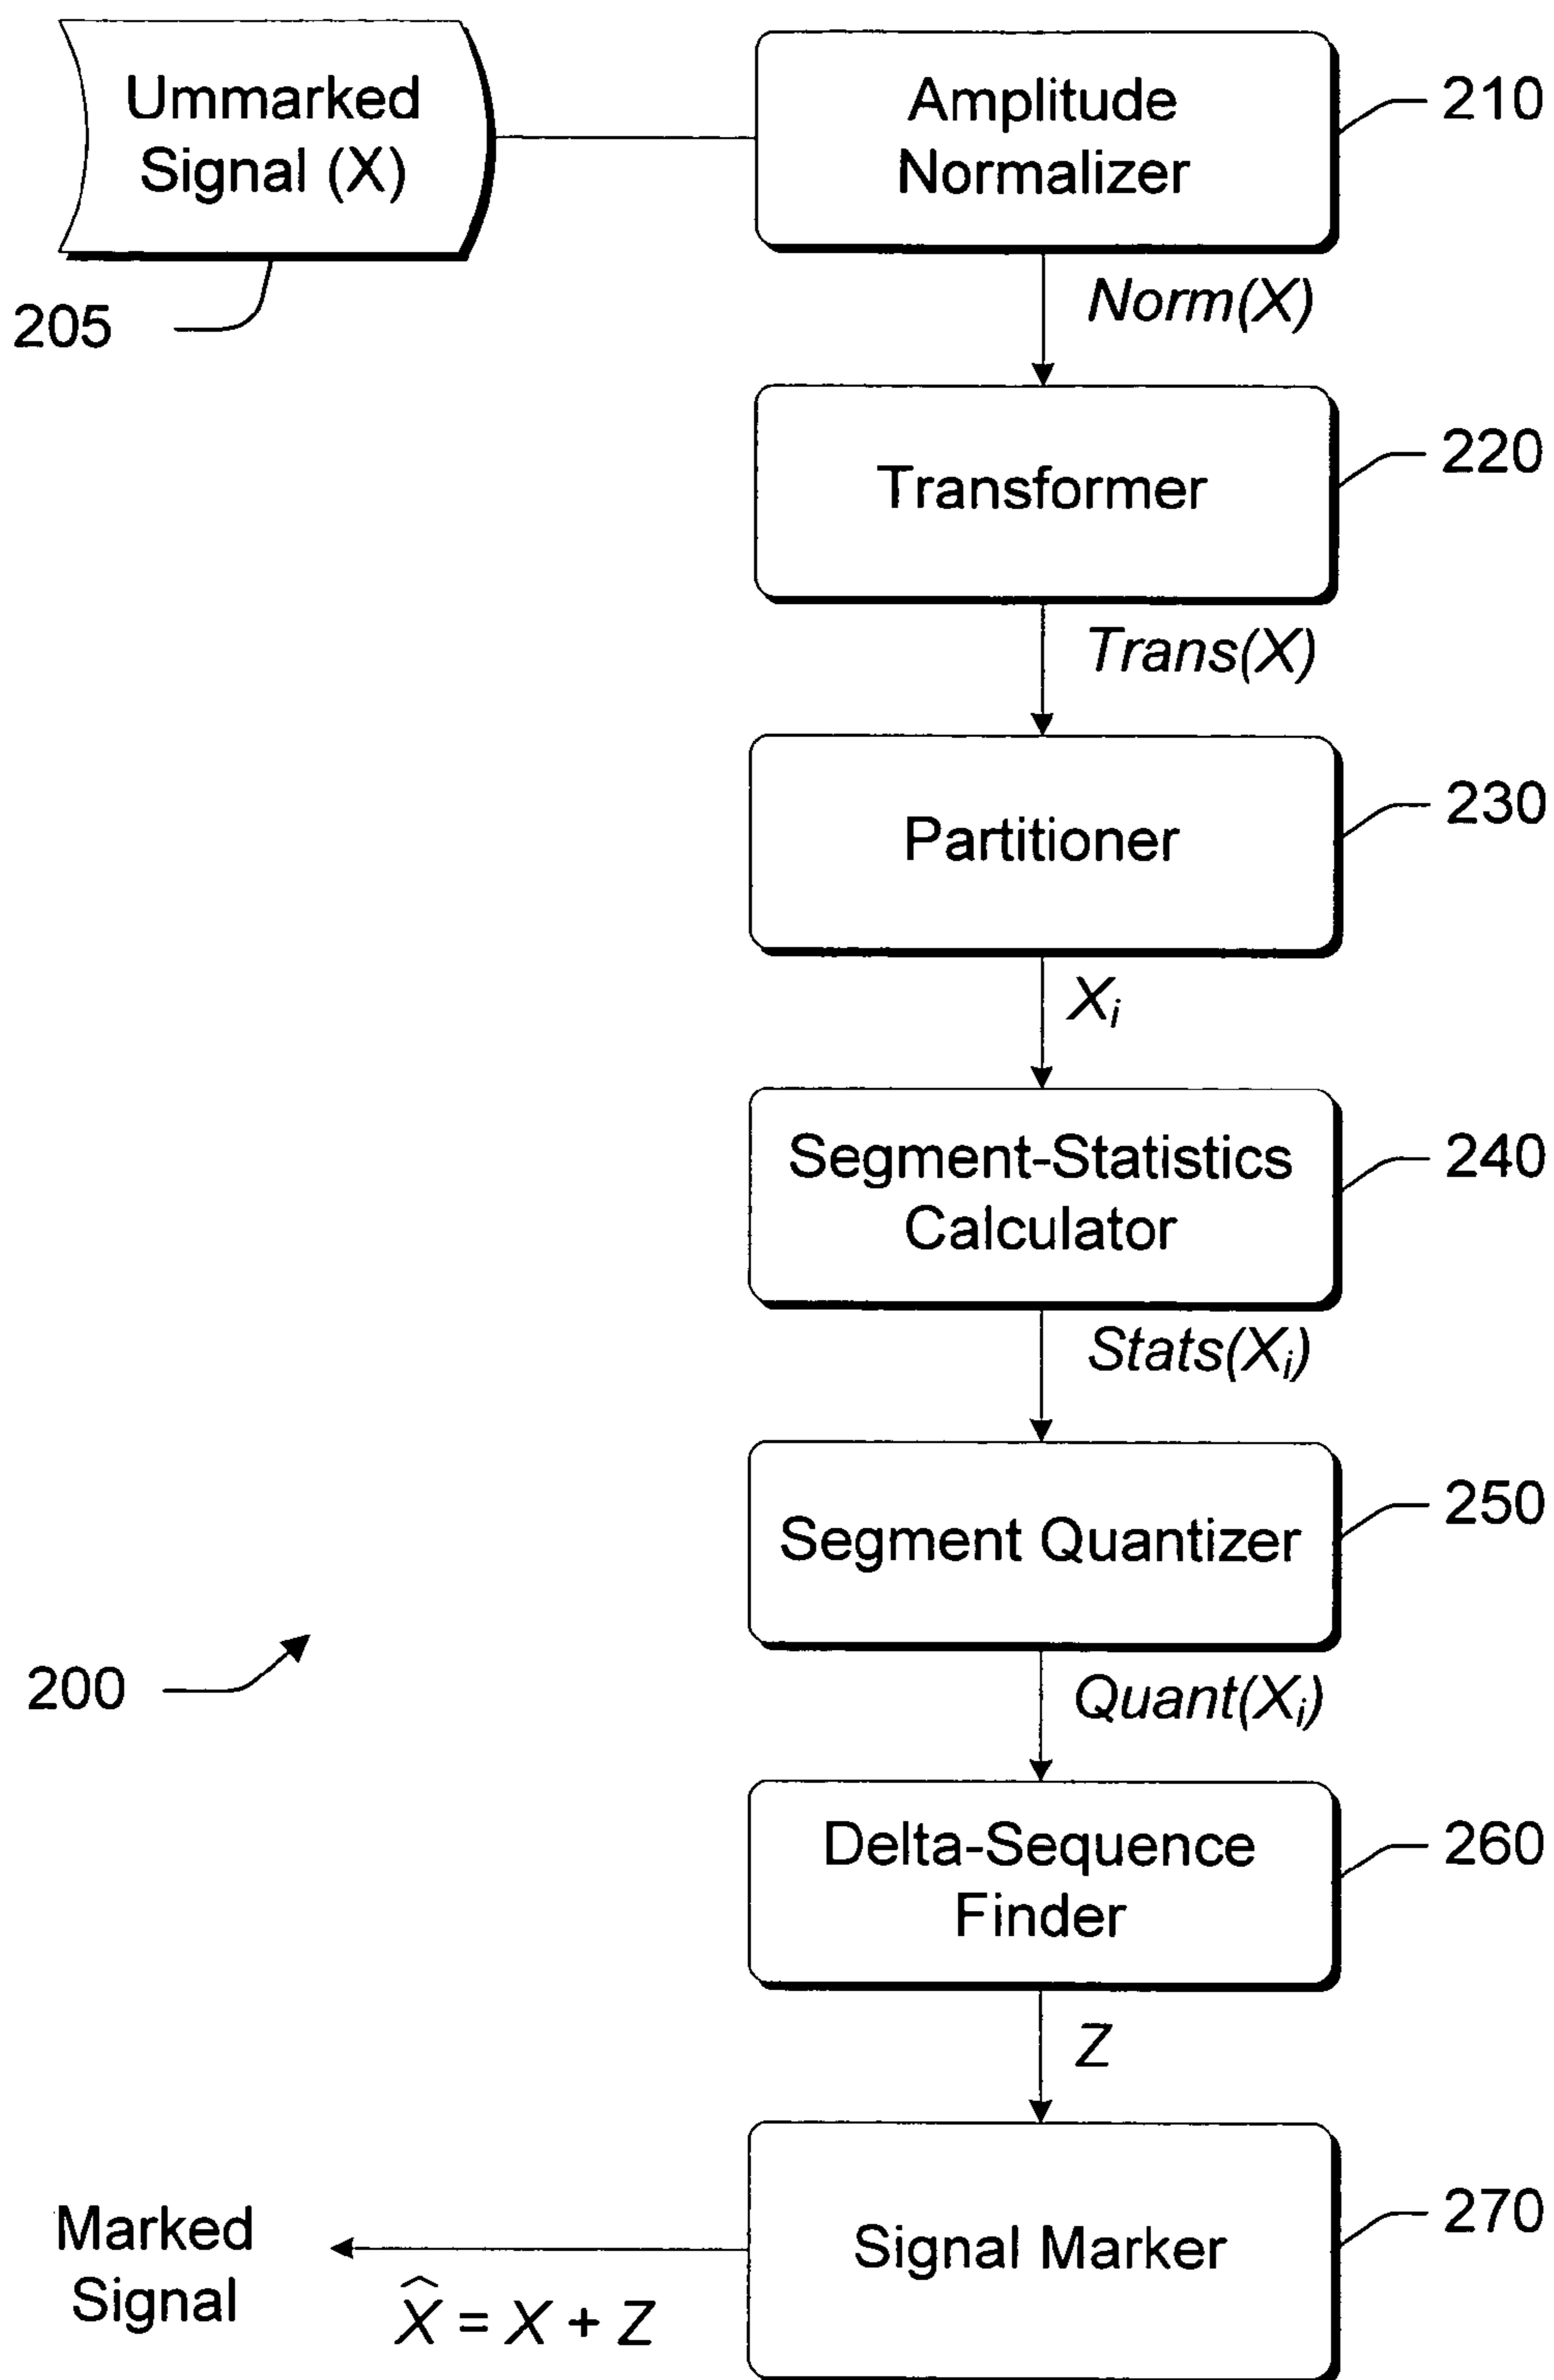 Ummarked
Signal (X)
205
Amplitude
Normalizer
210
Norm(X)
Transformer
220
Trans(X)
Partitioner
230
Xi
Segment-Statistics
Calculator
240
Stats(Xi)
Segment Quantizer
250
200
Quant(Xi)
Delta-Sequence
Finder
260
Z
Signal Marker
270
Marked
Signal
X̂ = X + Z